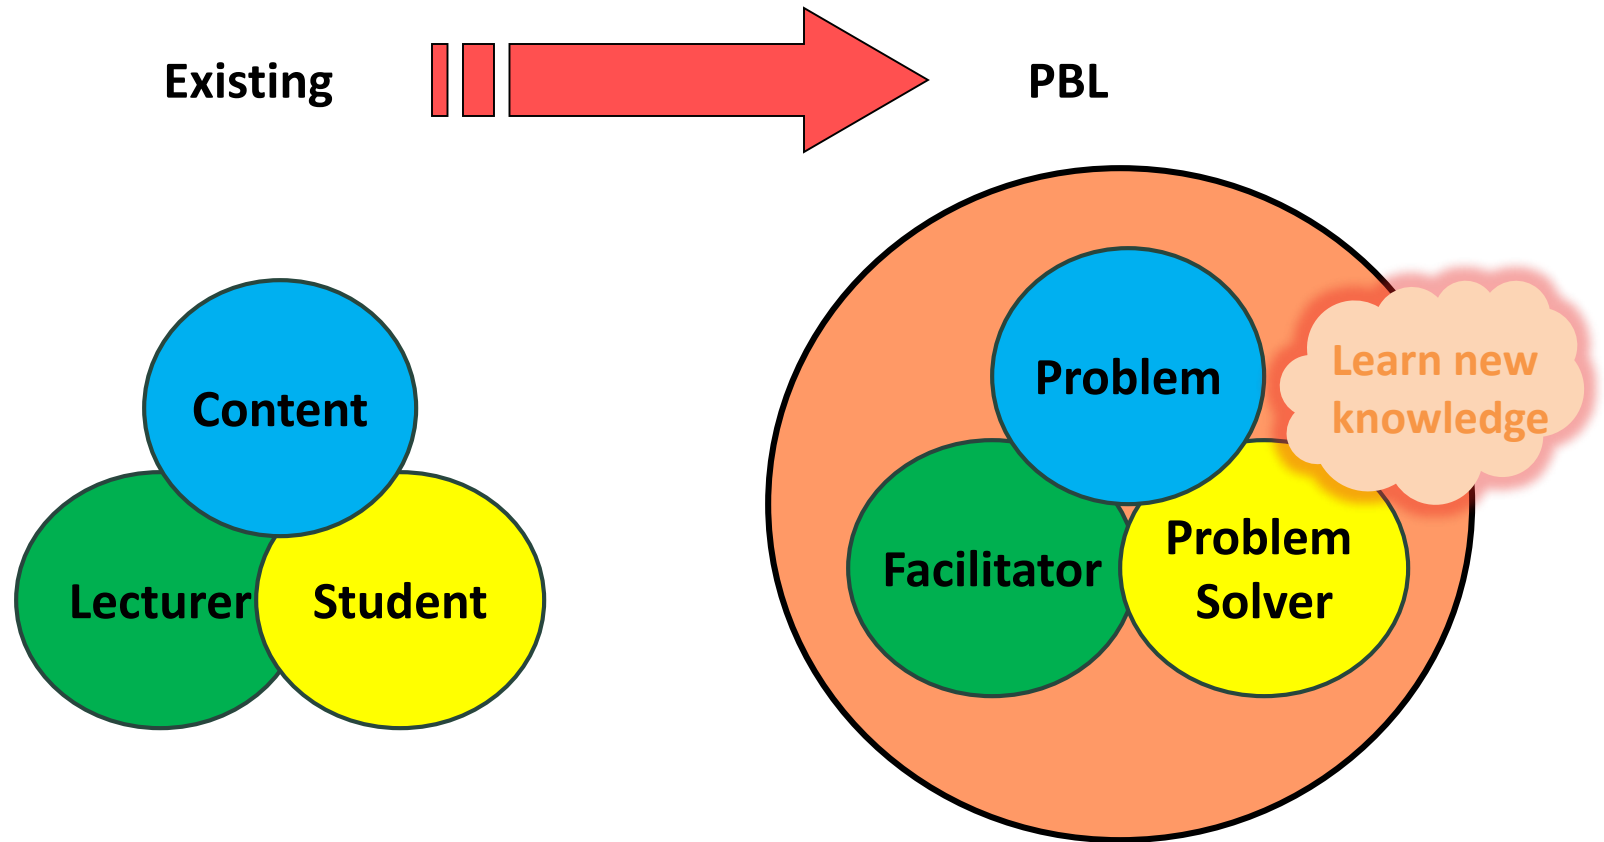 Existing
PBL
Content
Lecturer
Student
Problem
Facilitator
Problem
Solver
Learn new
knowledge